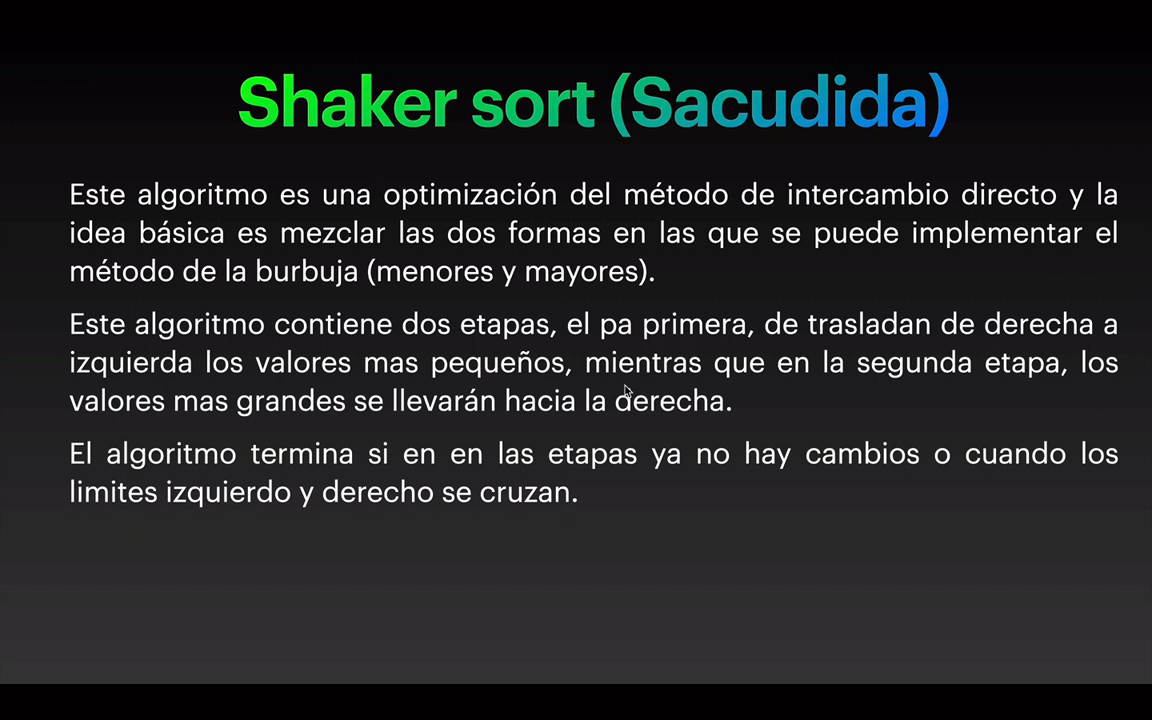 Shaker sort (Sacudida)
Este algoritmo es una optimización del método de intercambio directo y la
idea básica es mezclar las dos formas en las que se puede implementar el
método de la burbuja (menores y mayores).
Este algoritmo contiene dos etapas, el pa primera, de trasladan de derecha a
izquierda los valores mas pequeños, mientras que en la segunda etapa, los
valores mas grandes se llevarán hacia la derecha.
El algoritmo termina si en en las etapas ya no hay cambios o cuando los
limites izquierdo y derecho se cruzan.